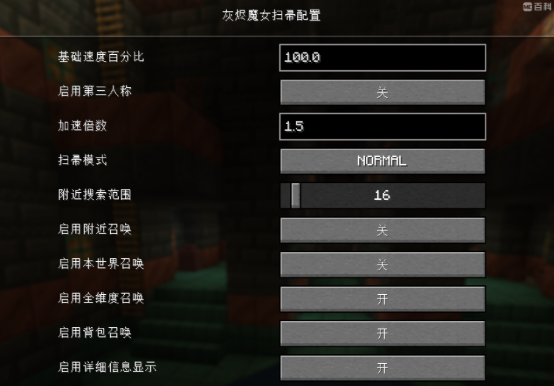 灰烬魔女扫帚配置
MC百科
基础速度百分比 100.0
启用第三人称 关
加速倍数 1.5
扫帚模式 NORMAL
附近搜索范围 16
启用附近召唤 关
启用本世界召唤 关
启用全维度召唤 开
启用背包召唤 开
启用详细信息显示 开